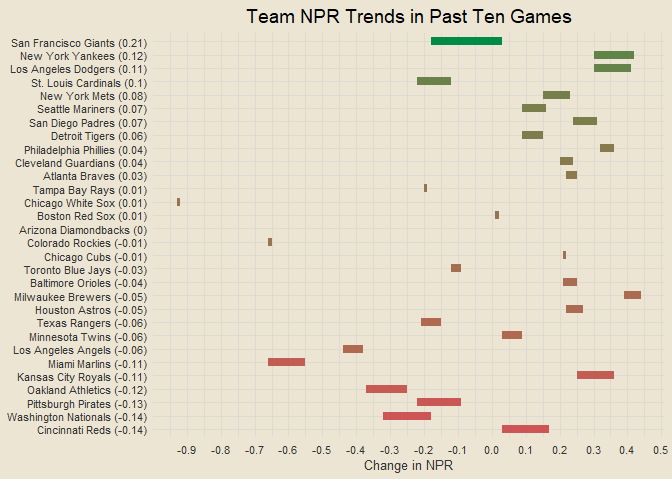 Team NPR Trends in Past Ten Games
San Francisco Giants (0.21)
New York Yankees (0.12)
Los Angeles Dodgers (0.11)
St. Louis Cardinals (0.1)
New York Mets (0.08)
Seattle Mariners (0.07)
San Diego Padres (0.07)
Detroit Tigers (0.06)
Philadelphia Phillies (0.04)
Cleveland Guardians (0.04)
Atlanta Braves (0.03)
Tampa Bay Rays (0.01)
Chicago White Sox (0.01)
Boston Red Sox (0.01)
Arizona Diamondbacks (0)
Colorado Rockies (-0.01)
Chicago Cubs (-0.01)
Toronto Blue Jays (-0.03)
Baltimore Orioles (-0.04)
Milwaukee Brewers (-0.05)
Houston Astros (-0.05)
Texas Rangers (-0.06)
Minnesota Twins (-0.06)
Los Angeles Angels (-0.06)
Miami Marlins (-0.11)
Kansas City Royals (-0.11)
Oakland Athletics (-0.12)
Pittsburgh Pirates (-0.13)
Washington Nationals (-0.14)
Cincinnati Reds (-0.14)
-0.9 -0.8 -0.7 -0.6 -0.5 -0.4 -0.3 -0.2 -0.1 0.0 0.1 0.2 0.3 0.4 0.5
Change in NPR